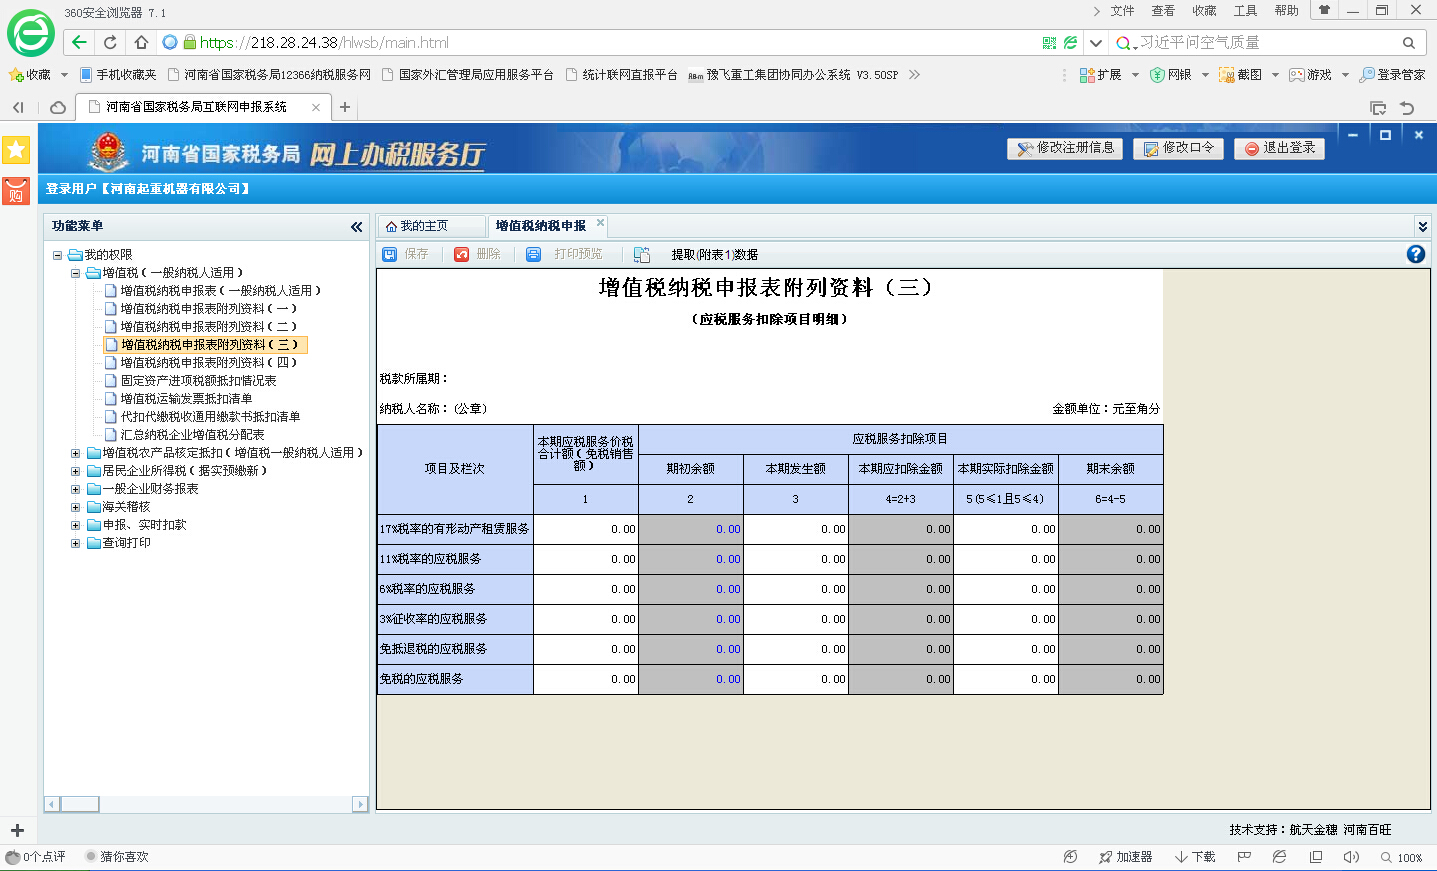 360安全浏览器 7.1
文件 查看 收藏 工具 帮助
https://218.28.24.38/hlwsb/main.html
习近平问空气质量
收藏 手机收藏夹 河南省国家税务局12366纳税服务网 国家外汇管理局应用服务平台 统计联网直报平台 豫飞重工集团协同办公系统 V3.50SP
扩展 网银 截图 游戏 登录管家
河南省国家税务局互联网申报系统
河南省国家税务局 网上办税服务厅
修改注册信息 修改口令 退出登录
购
登录用户【河南起重机器有限公司】
功能菜单
我的权限
增值税（一般纳税人适用）
增值税纳税申报表（一般纳税人适用）
增值税纳税申报表附列资料（一）
增值税纳税申报表附列资料（二）
增值税纳税申报表附列资料（三）
增值税纳税申报表附列资料（四）
固定资产进项税额抵扣情况表
增值税运输发票抵扣清单
代扣代缴税收通用缴款书抵扣清单
汇总纳税企业增值税分配表
增值税农产品核定抵扣（增值税一般纳税人适用）
居民企业所得税（据实预缴）
一般企业财务报表
海关稽核
申报、实时扣款
查询打印
我的主页 增值税纳税申报
保存 删除 打印预览 提取(附表1)数据
增值税纳税申报表附列资料（三）
（应税服务扣除项目明细）
税款所属期：
纳税人名称：（公章） 金额单位：元至角分
项目及栏次 本期应税服务价税合计额（免税销售额） 应税服务扣除项目
期初余额 本期发生额 本期应扣除金额 本期实际扣除金额 期末余额
1 2 3 4=2+3 5(5≤1且5≤4) 6=4-5
17%税率的有形动产租赁服务 0.00 0.00 0.00 0.00 0.00 0.00
11%税率的应税服务 0.00 0.00 0.00 0.00 0.00 0.00
6%税率的应税服务 0.00 0.00 0.00 0.00 0.00 0.00
3%征收率的应税服务 0.00 0.00 0.00 0.00 0.00 0.00
免抵退税的应税服务 0.00 0.00 0.00 0.00 0.00 0.00
免税的应税服务 0.00 0.00 0.00 0.00 0.00 0.00
技术支持：航天金穗 河南百旺
0个点评 猜你喜欢 加速器 下载 100%